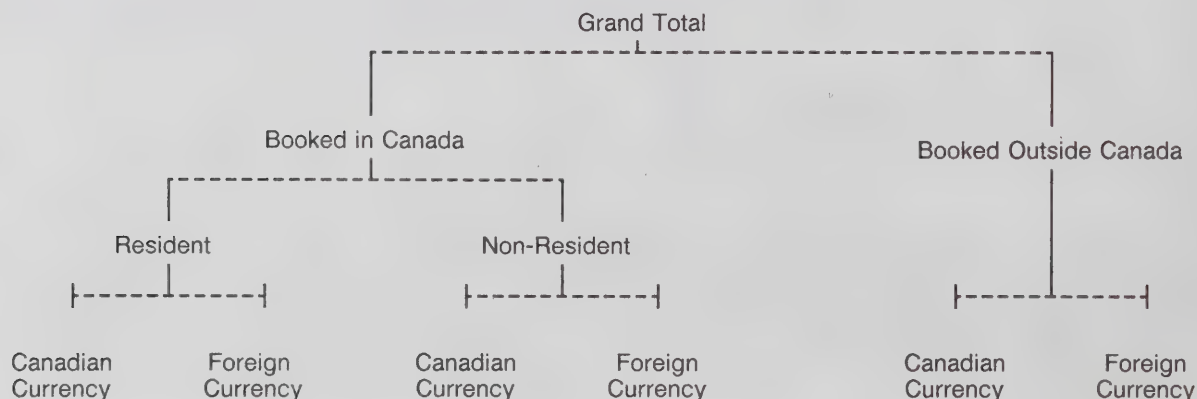 Grand Total
Booked in Canada
Booked Outside Canada
Resident
Non-Resident
Canadian
Currency
Foreign
Currency
Canadian
Currency
Foreign
Currency
Canadian
Currency
Foreign
Currency